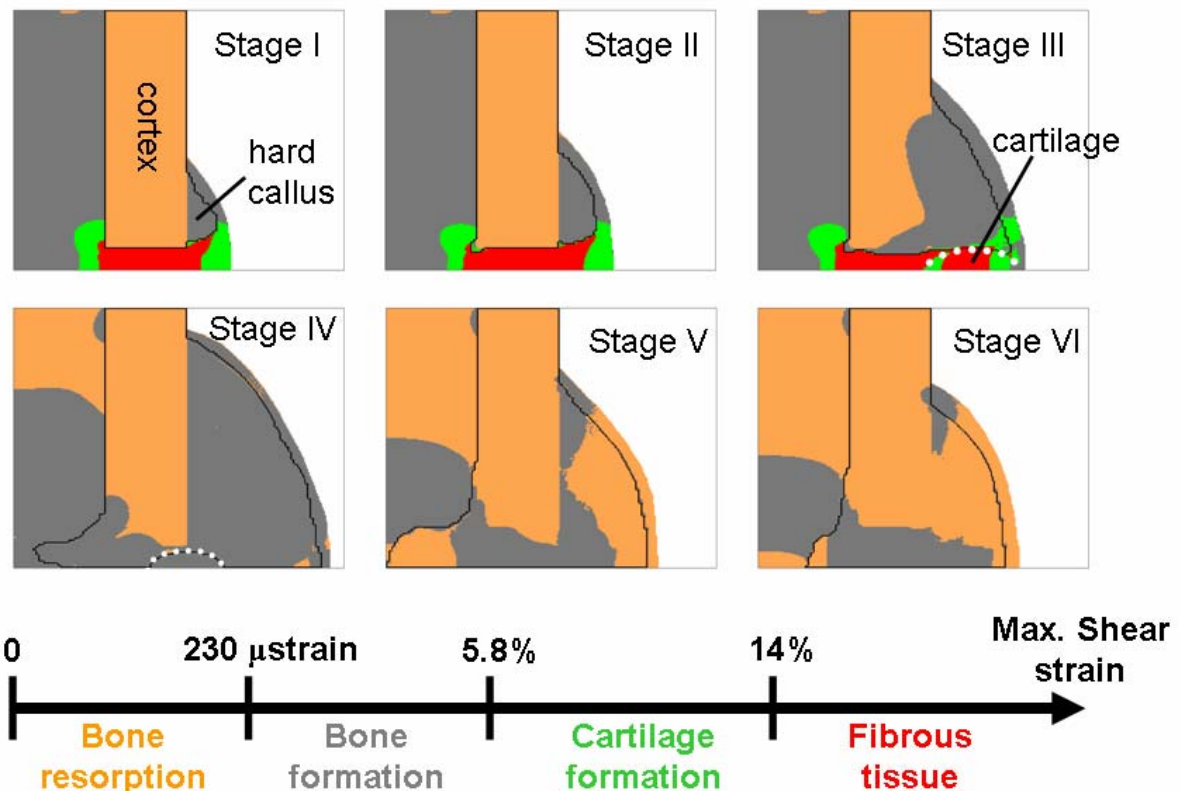 Stage I
cortex
hard
callus
Stage II
Stage III
cartilage
Stage IV
Stage V
Stage VI
0
230 µstrain
5.8%
14%
Max. Shear
strain
Bone
resorption
Bone
formation
Cartilage
formation
Fibrous
tissue